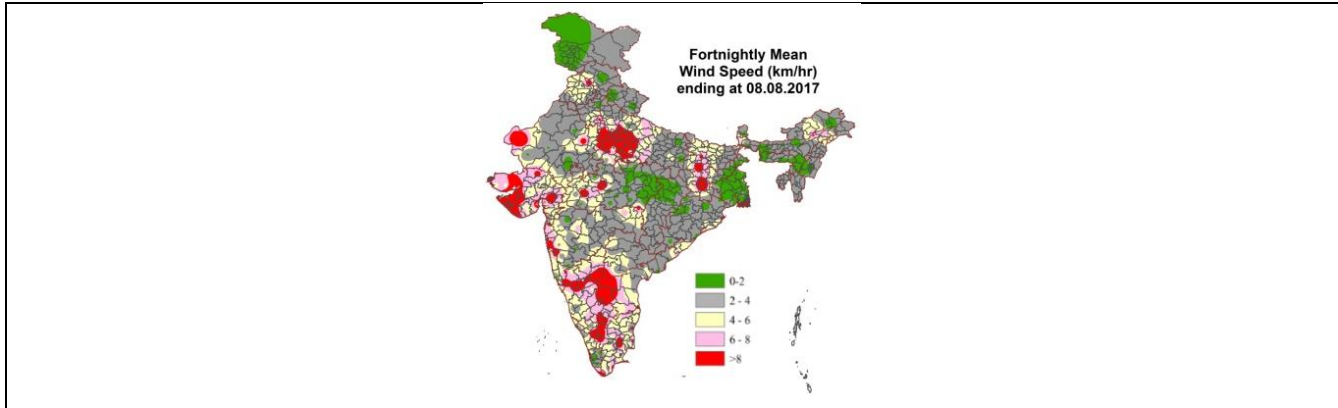 Fortnightly Mean
Wind Speed (km/hr)
ending at 08.08.2017
0-2
2 - 4
4 - 6
6 - 8
>8